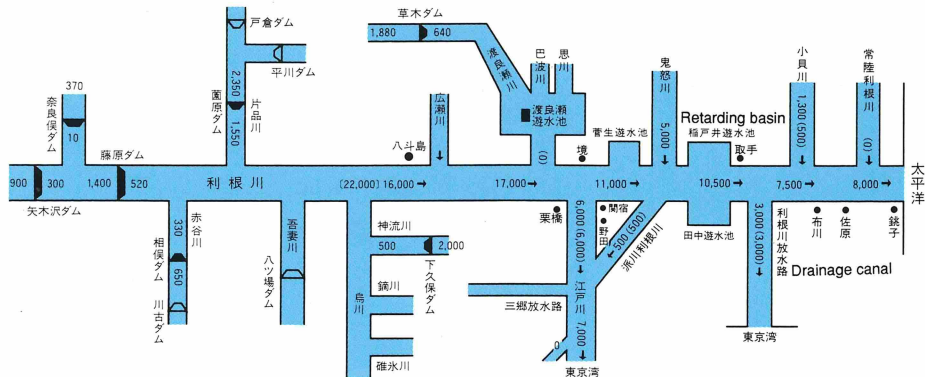 草木ダム
1,880 640
戸倉ダム
平川ダム
2,350
薗原ダム
片品川
1,550
370
奈良俣ダム
10
藤原ダム
900 300
1,400 520
矢木沢ダム
利根川
赤谷川
330
相俣ダム
650
川古ダム
吾妻川
八ツ場ダム
八斗島
広瀬川
(22,000) 16,000
神流川
500 2,000
下久保ダム
鏑川
烏川
碓氷川
渡良瀬川
巴波川
思川
渡良瀬遊水池
(0)
17,000
栗橋
境
菅生遊水池
鬼怒川
5,000
11,000
関宿
野田
6,000 (6,000)
500 (500)
派川利根川
江戸川
7,000
三郷放水路
0
東京湾
Retarding basin
稲戸井遊水池
取手
10,500
田中遊水池
小貝川
1,300 (500)
常陸利根川
(0)
7,500
8,000
太平洋
3,000 (3,000)
利根川放水路
布川
佐原
銚子
Drainage canal
東京湾